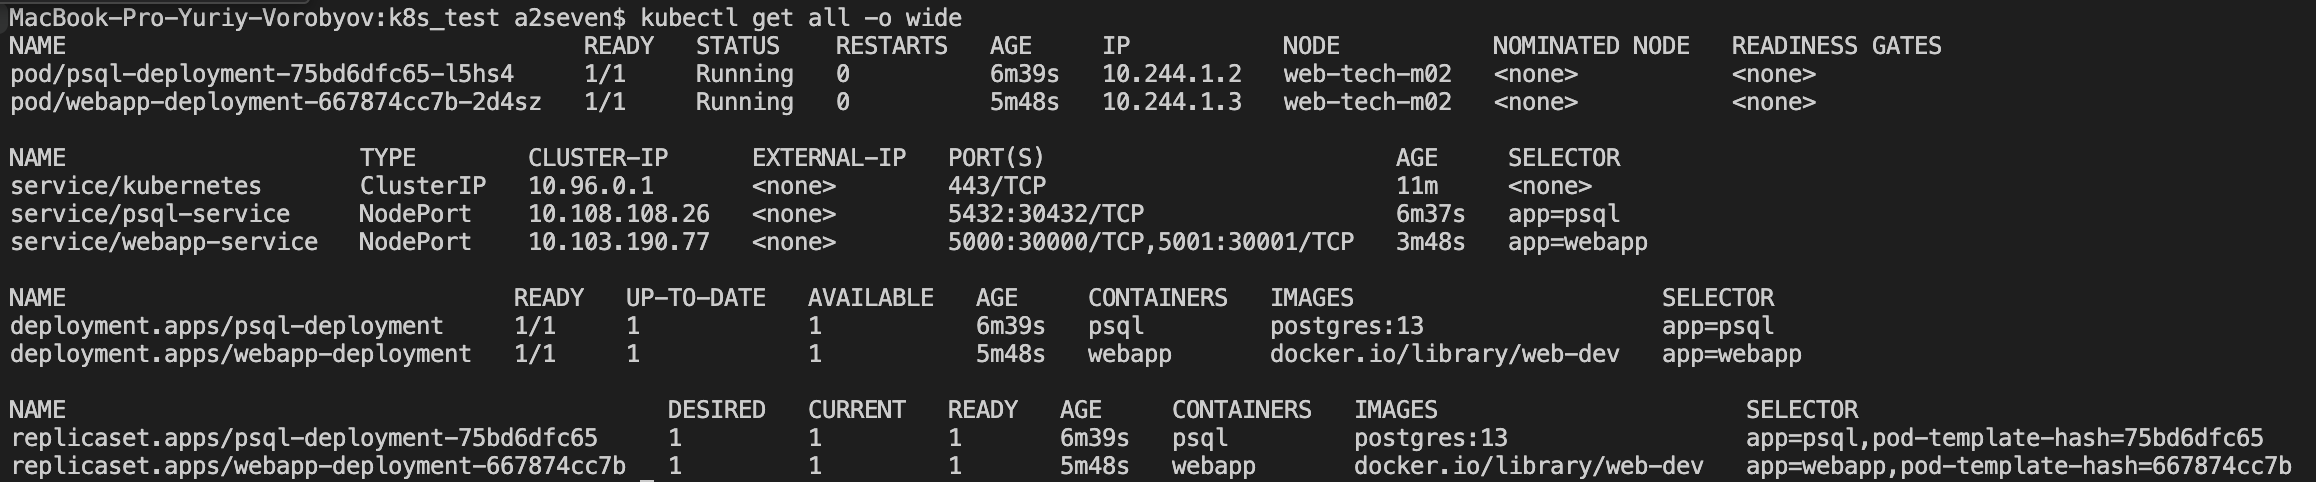 MacBook-Pro-Yuriy-Vorobyov:k8s_test a2seven$ kubectl get all -o wide
NAME READY STATUS RESTARTS AGE IP NODE NOMINATED NODE READINESS GATES
pod/psql-deployment-75bd6dfc65-l5hs4 1/1 Running 0 6m39s 10.244.1.2 web-tech-m02 <none> <none>
pod/webapp-deployment-667874cc7b-2d4sz 1/1 Running 0 5m48s 10.244.1.3 web-tech-m02 <none> <none>
NAME TYPE CLUSTER-IP EXTERNAL-IP PORT(S) AGE SELECTOR
service/kubernetes ClusterIP 10.96.0.1 <none> 443/TCP 11m <none>
service/psql-service NodePort 10.108.108.26 <none> 5432:30432/TCP 6m37s app=psql
service/webapp-service NodePort 10.103.190.77 <none> 5000:30000/TCP,5001:30001/TCP 3m48s app=webapp
NAME READY UP-TO-DATE AVAILABLE AGE CONTAINERS IMAGES SELECTOR
deployment.apps/psql-deployment 1/1 1 1 6m39s psql postgres:13 app=psql
deployment.apps/webapp-deployment 1/1 1 1 5m48s webapp docker.io/library/web-dev app=webapp
NAME DESIRED CURRENT READY AGE CONTAINERS IMAGES SELECTOR
replicaset.apps/psql-deployment-75bd6dfc65 1 1 1 6m39s psql postgres:13 app=psql,pod-template-hash=75bd6dfc65
replicaset.apps/webapp-deployment-667874cc7b 1 1 1 5m48s webapp docker.io/library/web-dev app=webapp,pod-template-hash=667874cc7b